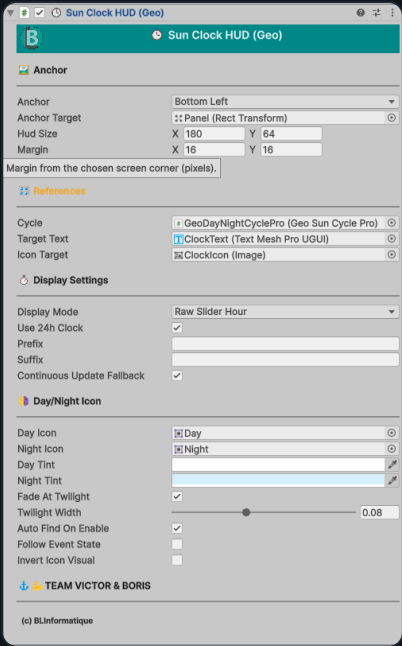 # Sun Clock HUD (Geo)
B Sun Clock HUD (Geo)
Anchor
Anchor Bottom Left
Anchor Target Panel (Rect Transform)
Hud Size X 180 Y 64
Margin X 16 Y 16
Margin from the chosen screen corner (pixels).
References
Cycle # GeoDayNightCyclePro (Geo Sun Cycle Pro)
Target Text T ClockText (Text Mesh Pro UGUI)
Icon Target ClockIcon (Image)
Display Settings
Display Mode Raw Slider Hour
Use 24h Clock
Prefix
Suffix
Continuous Update Fallback
Day/Night Icon
Day Icon Day
Night Icon Night
Day Tint
Night Tint
Fade At Twilight
Twilight Width 0.08
Auto Find On Enable
Follow Event State
Invert Icon Visual
TEAM VICTOR & BORIS
(c) BLInformatique